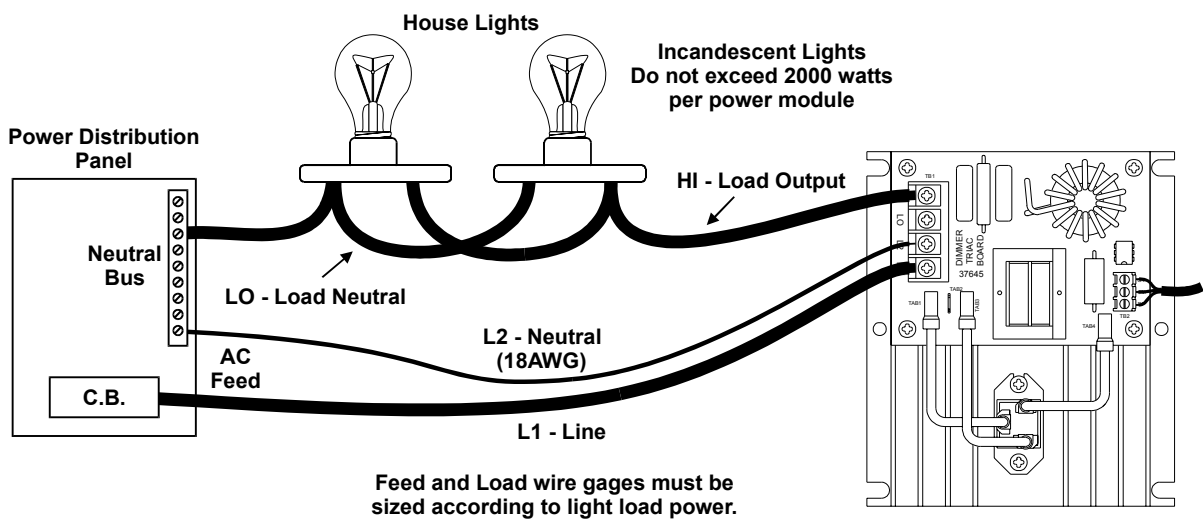 House Lights
Incandescent Lights
Do not exceed 2000 watts
per power module
Power Distribution
Panel
HI - Load Output
Neutral
Bus
LO - Load Neutral
L2 - Neutral
(18AWG)
AC
Feed
C.B.
L1 - Line
Feed and Load wire gages must be
sized according to light load power.
TB1
LO
DIMMER
TRIAC
BOARD
37645
TAB1
TAB2
TAB3
TAB4
TB2